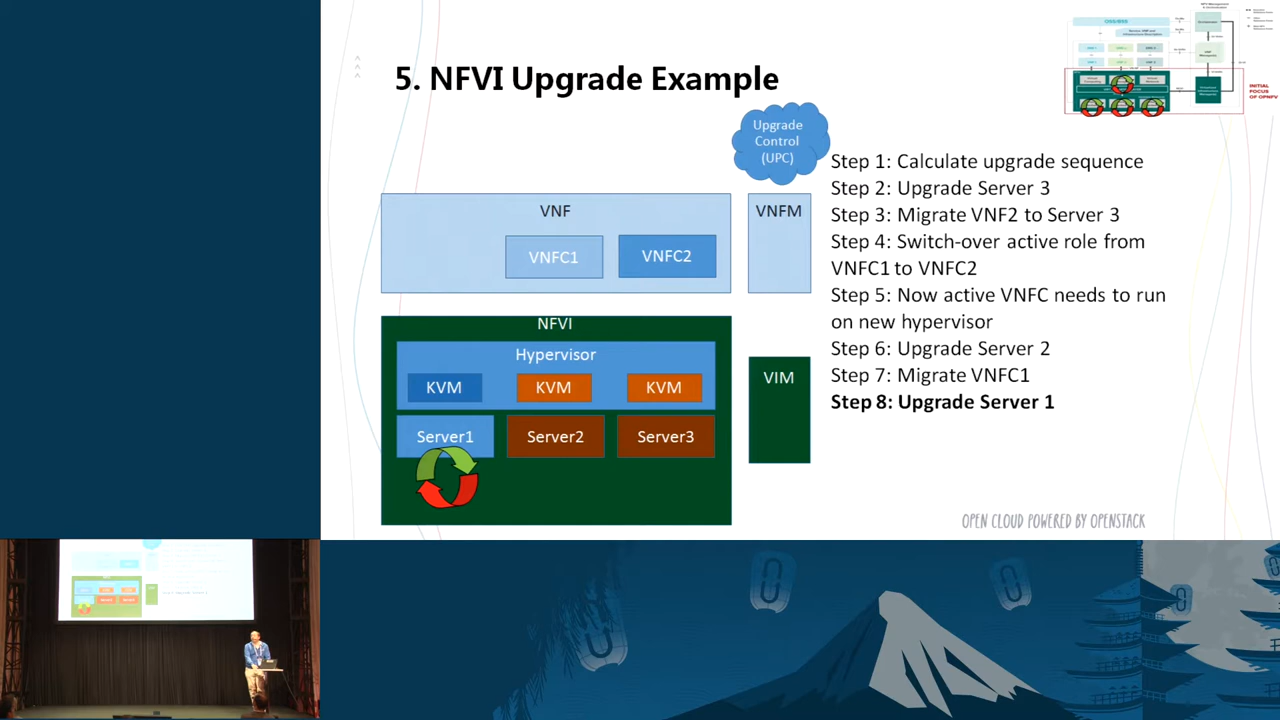 5. NFVI Upgrade Example
INITIAL
FOCUS
OF OPNFV
Upgrade
Control
(UPC)
VNF
VNFM
VNFC1
VNFC2
NFVI
Hypervisor
KVM
KVM
KVM
VIM
Server1
Server2
Server3
Step 1: Calculate upgrade sequence
Step 2: Upgrade Server 3
Step 3: Migrate VNF2 to Server 3
Step 4: Switch-over active role from
VNFC1 to VNFC2
Step 5: Now active VNFC needs to run
on new hypervisor
Step 6: Upgrade Server 2
Step 7: Migrate VNFC1
Step 8: Upgrade Server 1
OPEN CLOUD POWERED BY OPENSTACK